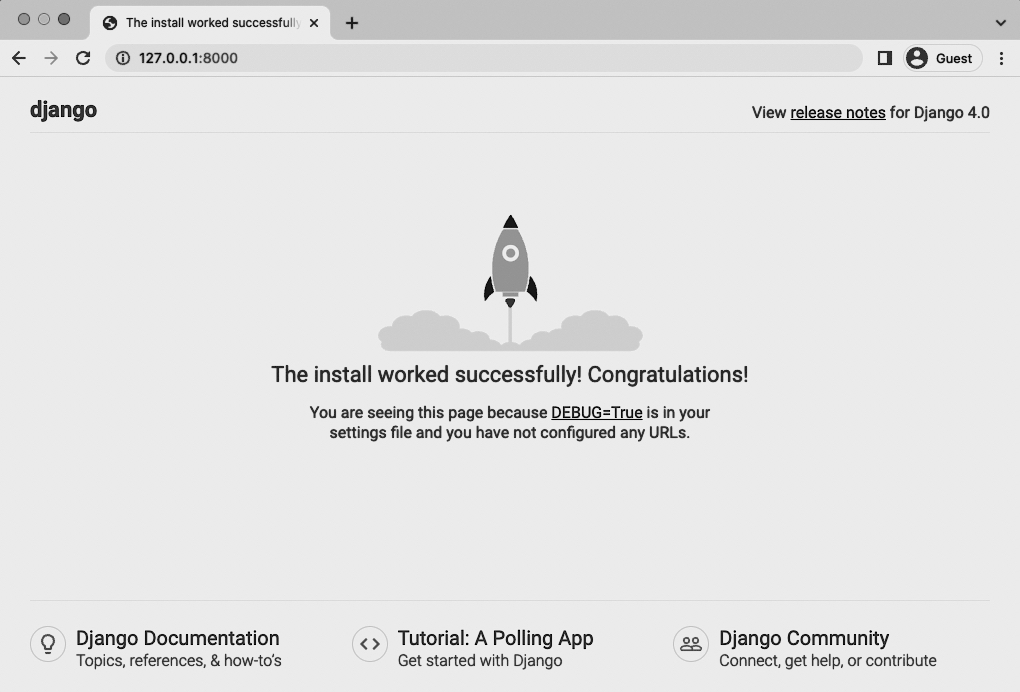 The install worked successfully
127.0.0.1:8000
Guest
django
View release notes for Django 4.0
The install worked successfully! Congratulations!
You are seeing this page because DEBUG=True is in your
settings file and you have not configured any URLs.
Django Documentation
Topics, references, & how-to's
Tutorial: A Polling App
Get started with Django
Django Community
Connect, get help, or contribute